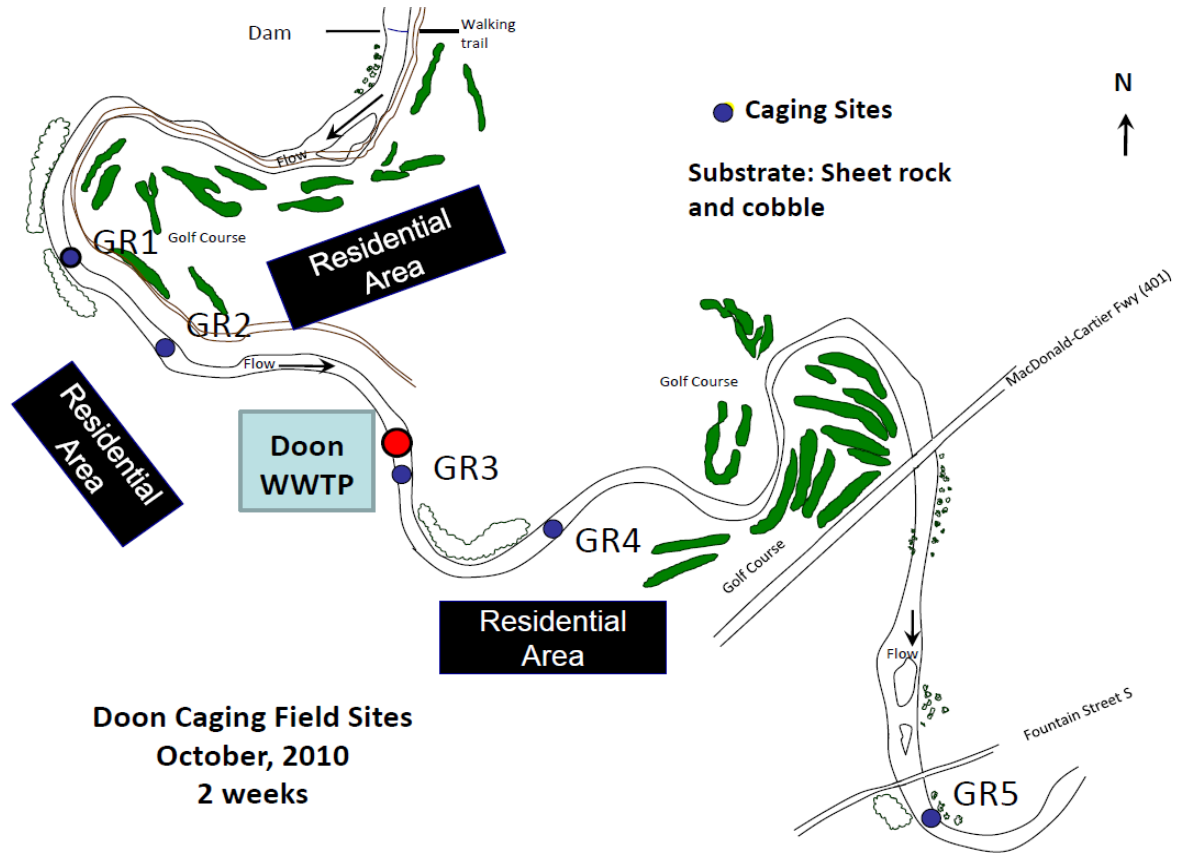 Dam
Walking
trail
N
Caging Sites
Flow
Substrate: Sheet rock
and cobble
GR1
Golf Course
Residential
Area
GR2
Flow
MacDonald-Cartier Fwy (401)
Golf Course
Residential
Area
Doon
WWTP
GR3
GR4
Golf Course
Residential
Area
Flow
Doon Caging Field Sites
October, 2010
2 weeks
Fountain Street S
GR5